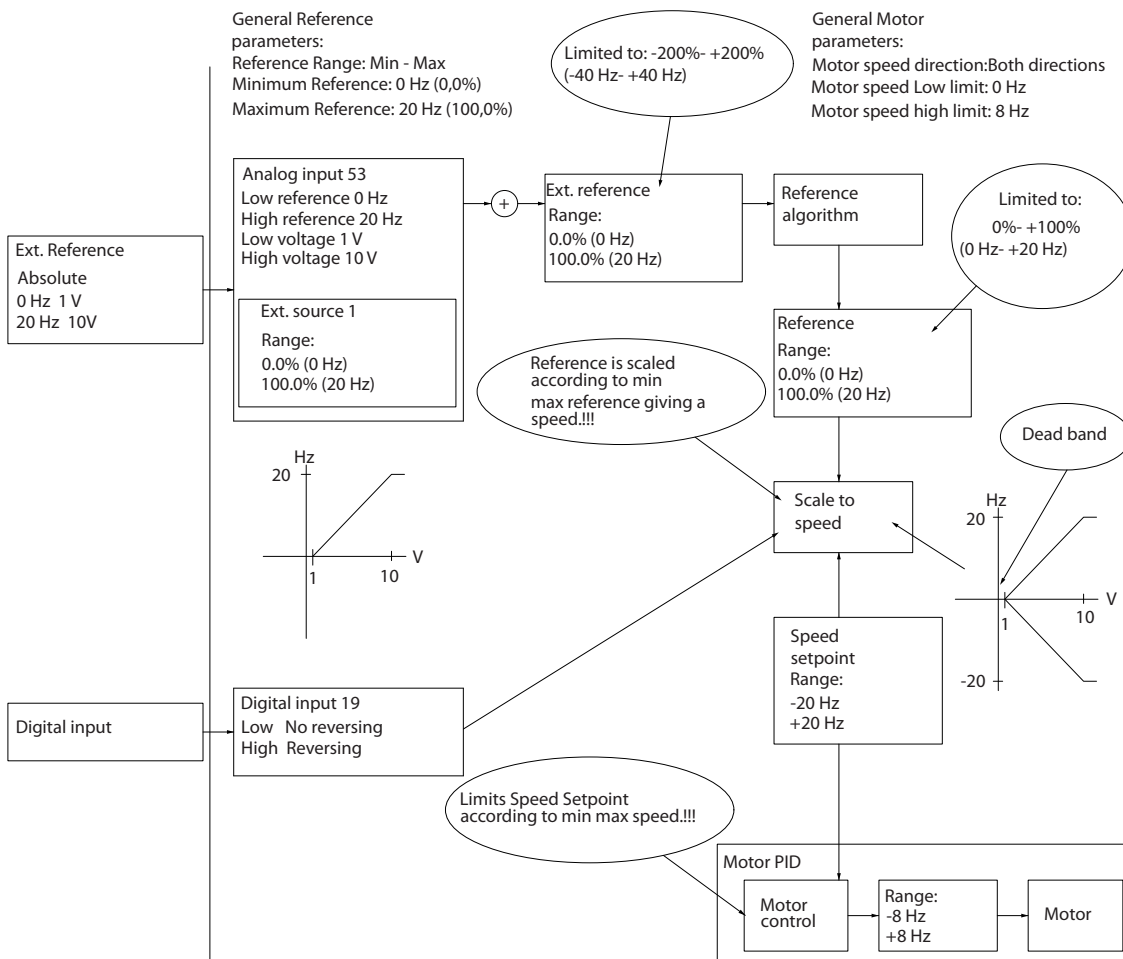 General Reference
parameters:
Reference Range: Min - Max
Minimum Reference: 0 Hz (0,0%)
Maximum Reference: 20 Hz (100,0%)
Limited to: -200%- +200%
(-40 Hz- +40 Hz)
General Motor
parameters:
Motor speed direction:Both directions
Motor speed Low limit: 0 Hz
Motor speed high limit: 8 Hz
Ext. Reference
Absolute
0 Hz 1 V
20 Hz 10V
Analog input 53
Low reference 0 Hz
High reference 20 Hz
Low voltage 1 V
High voltage 10 V
Ext. source 1
Range:
0.0% (0 Hz)
100.0% (20 Hz)
+
Ext. reference
Range:
0.0% (0 Hz)
100.0% (20 Hz)
Reference
algorithm
Limited to:
0%- +100%
(0 Hz- +20 Hz)
Reference
Range:
0.0% (0 Hz)
100.0% (20 Hz)
Reference is scaled
according to min
max reference giving a
speed.!!!
Dead band
Hz
20
V
1
10
Scale to
speed
Hz
20
V
1
10
-20
Speed
setpoint
Range:
-20 Hz
+20 Hz
Digital input
Digital input 19
Low No reversing
High Reversing
Limits Speed Setpoint
according to min max speed.!!!
Motor PID
Motor
control
Range:
-8 Hz
+8 Hz
Motor